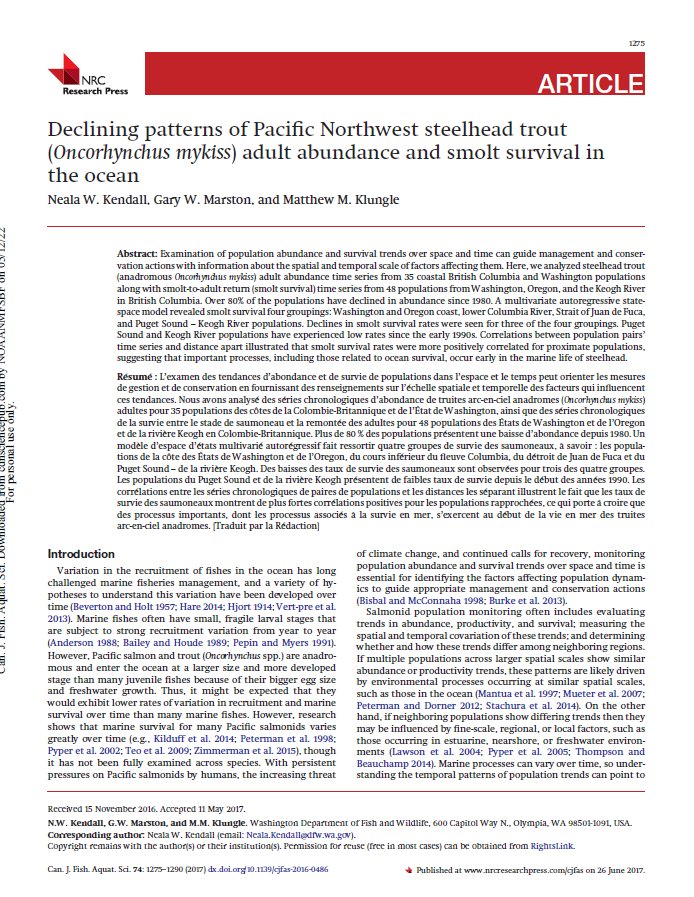 1275
NRC
Research Press
ARTICLE
Declining patterns of Pacific Northwest steelhead trout
(Oncorhynchus mykiss) adult abundance and smolt survival in
the ocean
Neala W. Kendall, Gary W. Marston, and Matthew M. Klungle
Abstract: Examination of population abundance and survival trends over space and time can guide management and conser-
vation actions with information about the spatial and temporal scale of factors affecting them. Here, we analyzed steelhead trout
(anadromous Oncorhynchus mykiss) adult abundance time series from 35 coastal British Columbia and Washington populations
along with smolt-to-adult return (smolt survival) time series from 48 populations from Washington, Oregon, and the Keogh River
in British Columbia. Over 80% of the populations have declined in abundance since 1980. A multivariate autoregressive state-
space model revealed smolt survival four groupings: Washington and Oregon coast, lower Columbia River, Strait of Juan de Fuca,
and Puget Sound – Keogh River populations. Declines in smolt survival rates were seen for three of the four groupings. Puget
Sound and Keogh River populations have experienced low rates since the early 1990s. Correlations between population pairs'
time series and distance apart illustrated that smolt survival rates were more positively correlated for proximate populations,
suggesting that important processes, including those related to ocean survival, occur early in the marine life of steelhead.
Résumé : L'examen des tendances d'abondance et de survie de populations dans l'espace et le temps peut orienter les mesures
de gestion et de conservation en fournissant des renseignements sur l'échelle spatiale et temporelle des facteurs qui influencent
ces tendances. Nous avons analysé des séries chronologiques d'abondance de truites arc-en-ciel anadromes (Oncorhynchus mykiss)
adultes pour 35 populations des côtes de la Colombie-Britannique et de l'État de Washington, ainsi que des séries chronologiques
de la survie entre le stade de saumoneau et la remontée des adultes pour 48 populations des États de Washington et de l'Oregon
et de la rivière Keogh en Colombie-Britannique. Plus de 80 % des populations présentent une baisse d'abondance depuis 1980. Un
modèle d'espace d'états multivarié autorégressif fait ressortir quatre groupes de survie des saumoneaux, à savoir : les popula-
tions de la côte des États de Washington et de l'Oregon, du cours inférieur du fleuve Columbia, du détroit de Juan de Fuca et du
Puget Sound – de la rivière Keogh. Des baisses des taux de survie des saumoneaux sont observées pour trois des quatre groupes.
Les populations du Puget Sound et de la rivière Keogh présentent de faibles taux de survie depuis le début des années 1990. Les
corrélations entre les séries chronologiques de paires de populations et les distances les séparant illustrent le fait que les taux de
survie des saumoneaux montrent de plus fortes corrélations positives pour les populations rapprochées, ce qui porte à croire que
des processus importants, dont les processus associés à la survie en mer, s'exercent au début de la vie en mer des truites
arc-en-ciel anadromes. [Traduit par la Rédaction]
Introduction
Variation in the recruitment of fishes in the ocean has long
challenged marine fisheries management, and a variety of hy-
potheses to understand this variation have been developed over
time (Beverton and Holt 1957; Hare 2014; Hjort 1914; Vert-pre et al.
2013). Marine fishes often have small, fragile larval stages that
are subject to strong recruitment variation from year to year
(Anderson 1988; Bailey and Houde 1989; Pepin and Myers 1991).
However, Pacific salmon and trout (Oncorhynchus spp.) are anadro-
mous and enter the ocean at a larger size and more developed
stage than many juvenile fishes because of their bigger egg size
and freshwater growth. Thus, it might be expected that they
would exhibit lower rates of variation in recruitment and marine
survival over time than many marine fishes. However, research
shows that marine survival for many Pacific salmonids varies
greatly over time (e.g., Kilduff et al. 2014; Peterman et al. 1998;
Pyper et al. 2002; Teo et al. 2009; Zimmerman et al. 2015), though
it has not been fully examined across species. With persistent
pressures on Pacific salmonids by humans, the increasing threat
of climate change, and continued calls for recovery, monitoring
population abundance and survival trends over space and time is
essential for identifying the factors affecting population dynam-
ics to guide appropriate management and conservation actions
(Bisbal and McConnaha 1998; Burke et al. 2013).
Salmonid population monitoring often includes evaluating
trends in abundance, productivity, and survival; measuring the
spatial and temporal covariation of these trends; and determining
whether and how these trends differ among neighboring regions.
If multiple populations across larger spatial scales show similar
abundance or productivity trends, these patterns are likely driven
by environmental processes occurring at similar spatial scales,
such as those in the ocean (Mantua et al. 1997; Mueter et al. 2007;
Peterman and Dorner 2012; Stachura et al. 2014). On the other
hand, if neighboring populations show differing trends then they
may be influenced by fine-scale, regional, or local factors, such as
those occurring in estuarine, nearshore, or freshwater environ-
ments (Lawson et al. 2004; Pyper et al. 2005; Thompson and
Beauchamp 2014). Marine processes can vary over time, so under-
standing the temporal patterns of population trends can point to
Received 15 November 2016. Accepted 11 May 2017.
N.W. Kendall, G.W. Marston, and M.M. Klungle. Washington Department of Fish and Wildlife, 600 Capitol Way N., Olympia, WA 98501-1091, USA.
Corresponding author: Neala W. Kendall (email: Neala.Kendall@dfw.wa.gov).
Copyright remains with the author(s) or their institution(s). Permission for reuse (free in most cases) can be obtained from RightsLink.
Can. J. Fish. Aquat. Sci. 74: 1275–1290 (2017) dx.doi.org/10.1139/cjfas-2016-0486
Published at www.nrcresearchpress.com/cjfas on 26 June 2017.
Can. J. Fish. Aquat. Sci. Downloaded from cdnsciencepub.com by NOAANMFSBF on 05/12/22
For personal use only.